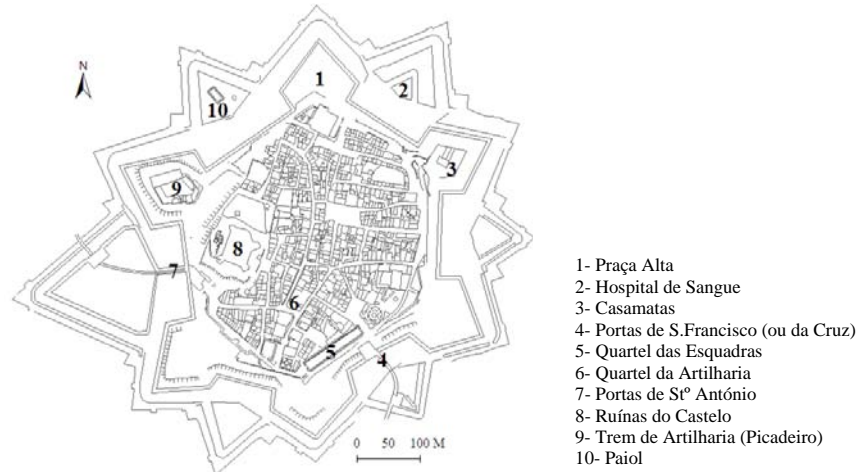 N
1
2
10
3
9
8
7
6
5
4
0 50 100 M
1- Praça Alta
2- Hospital de Sangue
3- Casamatas
4- Portas de S.Francisco (ou da Cruz)
5- Quartel das Esquadras
6- Quartel da Artilharia
7- Portas de Stº António
8- Ruínas do Castelo
9- Trem de Artilharia (Picadeiro)
10- Paiol